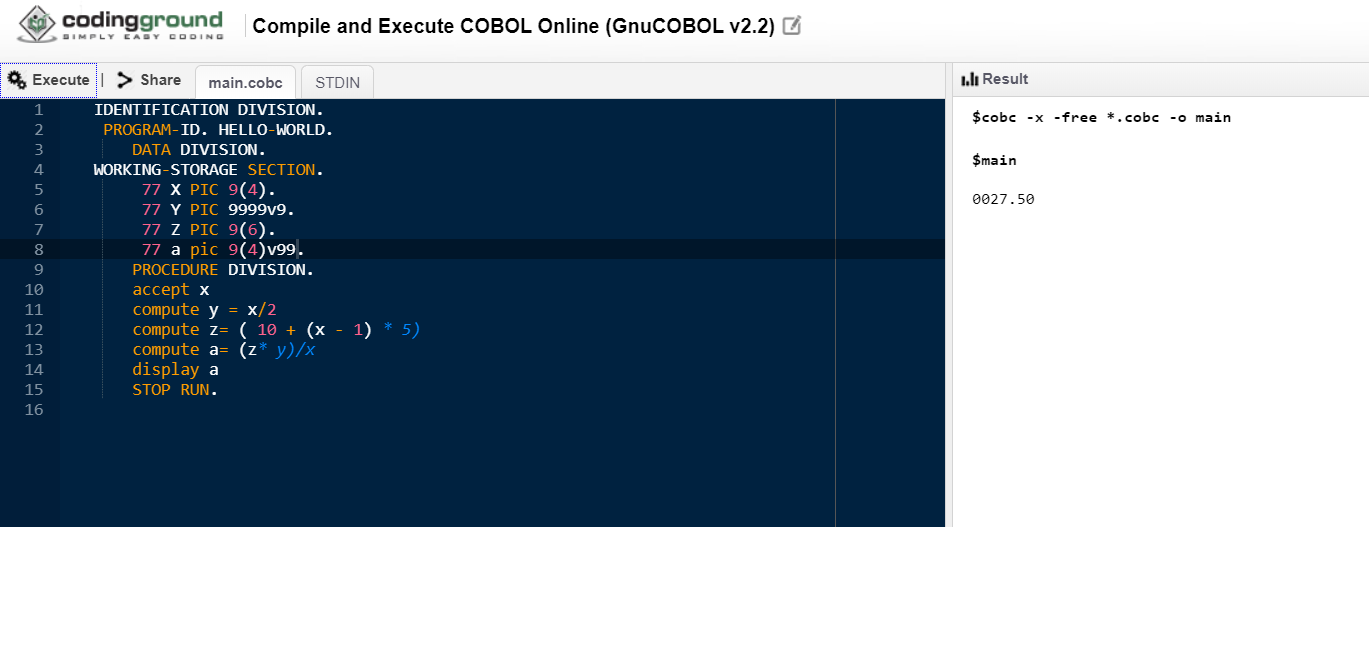 codingground
SIMPLY EASY CODING
Compile and Execute COBOL Online (GnuCOBOL v2.2)
Execute | Share main.cobc STDIN
Result
1 IDENTIFICATION DIVISION.
2 PROGRAM-ID. HELLO-WORLD.
3 DATA DIVISION.
4 WORKING-STORAGE SECTION.
5 77 X PIC 9(4).
6 77 Y PIC 9999v9.
7 77 Z PIC 9(6).
8 77 a pic 9(4)v99.
9 PROCEDURE DIVISION.
10 accept x
11 compute y = x/2
12 compute z= ( 10 + (x - 1) * 5)
13 compute a= (z* y)/x
14 display a
15 STOP RUN.
16
$cobc -x -free *.cobc -o main
$main
0027.50